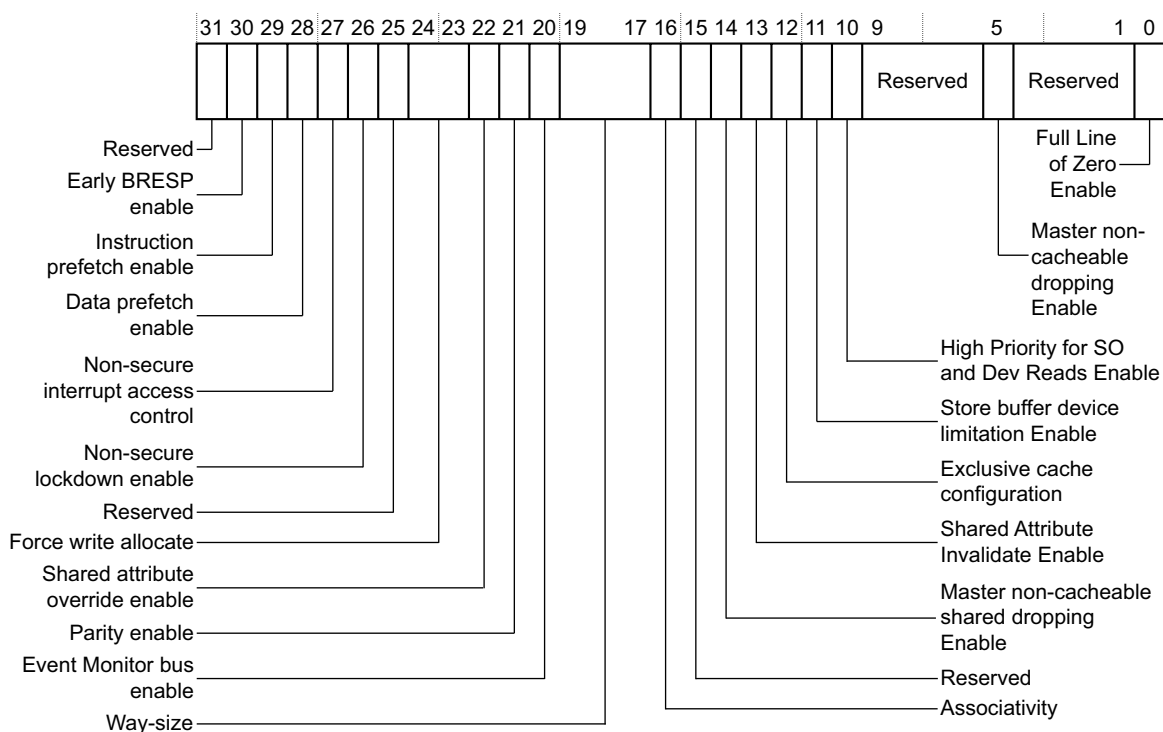 31 30 29 28 27 26 25 24 23 22 21 20 19 17 16 15 14 13 12 11 10 9 5 1 0
Reserved Reserved
Reserved
Early BRESP
enable
Instruction
prefetch enable
Data prefetch
enable
Non-secure
interrupt access
control
Non-secure
lockdown enable
Reserved
Force write allocate
Shared attribute
override enable
Parity enable
Event Monitor bus
enable
Way-size
Full Line
of Zero
Enable
Master non-
cacheable
dropping
Enable
High Priority for SO
and Dev Reads Enable
Store buffer device
limitation Enable
Exclusive cache
configuration
Shared Attribute
Invalidate Enable
Master non-cacheable
shared dropping
Enable
Reserved
Associativity